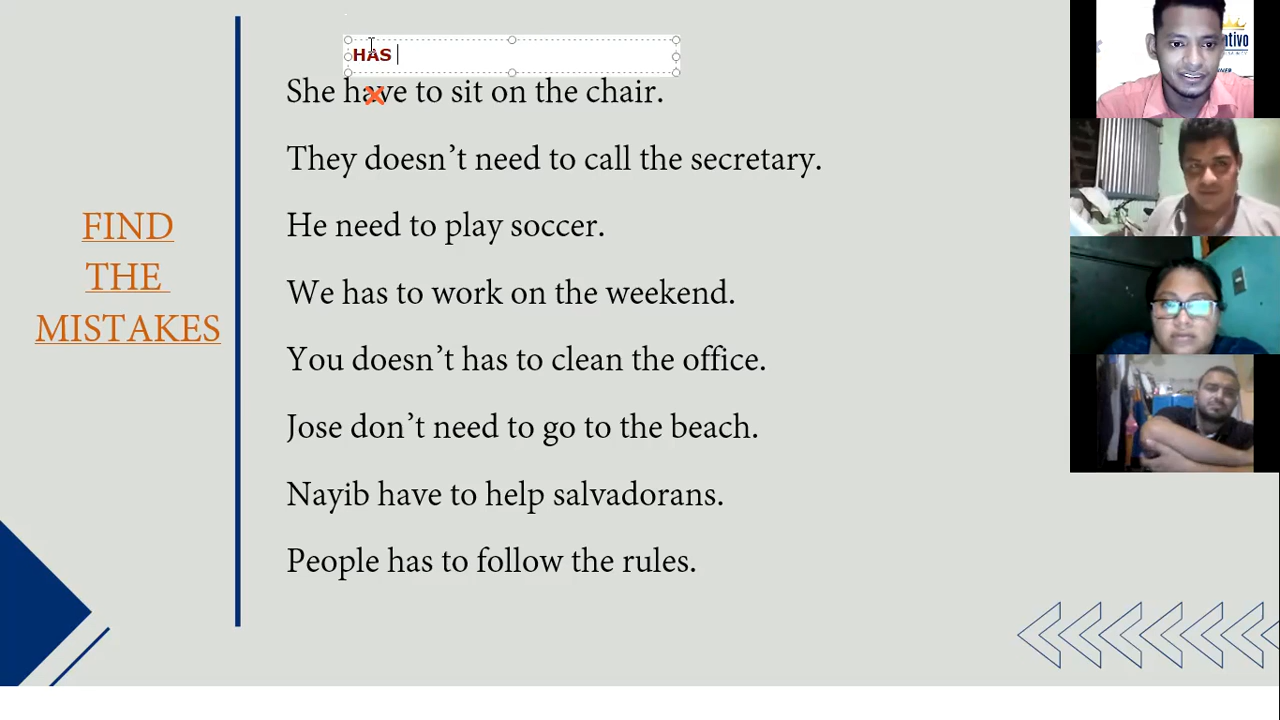 HAS
She have to sit on the chair.
They doesn’t need to call the secretary.
He need to play soccer.
FIND
THE
MISTAKES
We has to work on the weekend.
You doesn’t has to clean the office.
Jose don’t need to go to the beach.
Nayib have to help salvadorans.
People has to follow the rules.